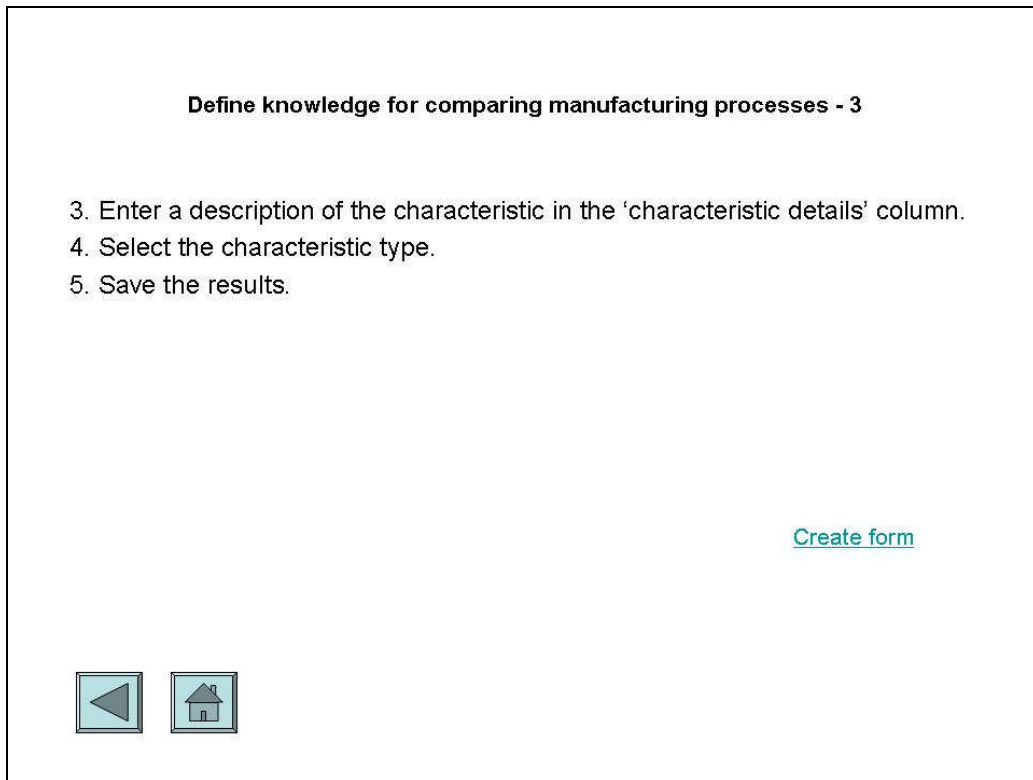 Define knowledge for comparing manufacturing processes - 3
3. Enter a description of the characteristic in the ‘characteristic details’ column.
4. Select the characteristic type.
5. Save the results.
Create form